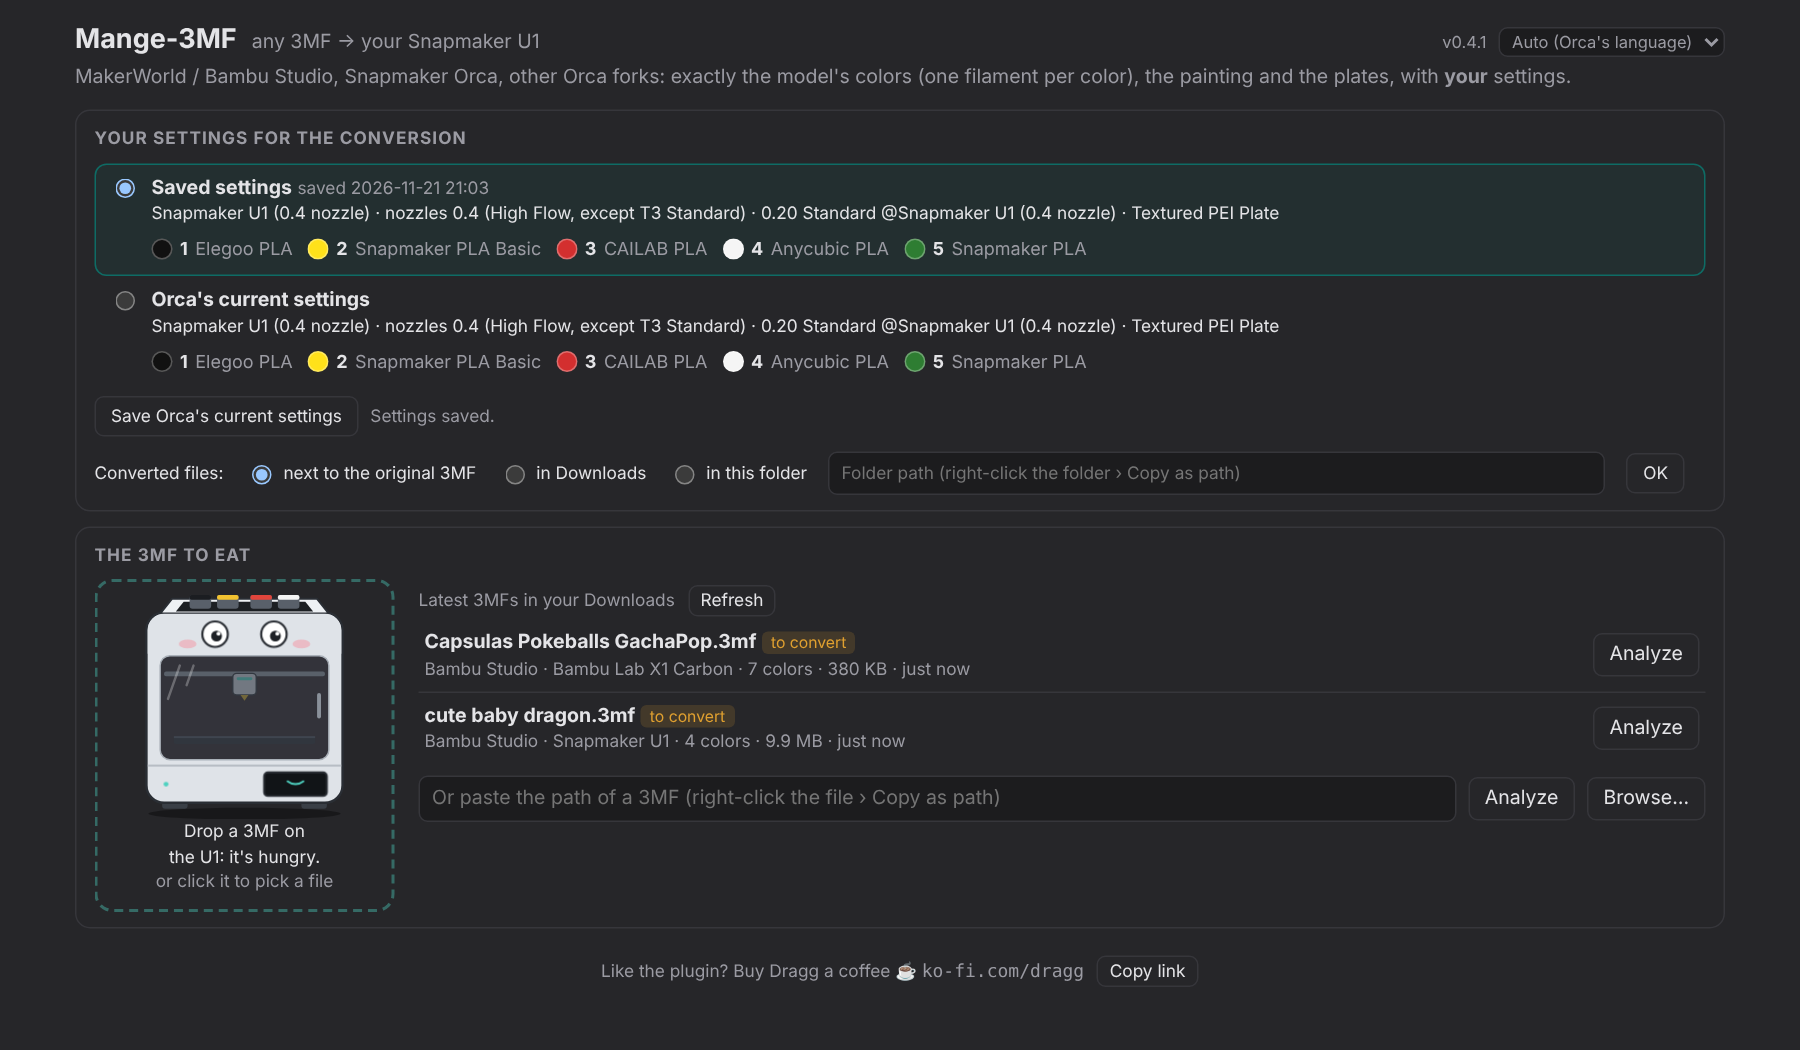 Mange-3MF any 3MF → your Snapmaker U1
v0.4.1 Auto (Orca's language)
MakerWorld / Bambu Studio, Snapmaker Orca, other Orca forks: exactly the model's colors (one filament per color), the painting and the plates, with your settings.
YOUR SETTINGS FOR THE CONVERSION
Saved settings saved 2026-11-21 21:03
Snapmaker U1 (0.4 nozzle) · nozzles 0.4 (High Flow, except T3 Standard) · 0.20 Standard @Snapmaker U1 (0.4 nozzle) · Textured PEI Plate
1 Elegoo PLA 2 Snapmaker PLA Basic 3 CAILAB PLA 4 Anycubic PLA 5 Snapmaker PLA
Orca's current settings
Snapmaker U1 (0.4 nozzle) · nozzles 0.4 (High Flow, except T3 Standard) · 0.20 Standard @Snapmaker U1 (0.4 nozzle) · Textured PEI Plate
1 Elegoo PLA 2 Snapmaker PLA Basic 3 CAILAB PLA 4 Anycubic PLA 5 Snapmaker PLA
Save Orca's current settings Settings saved.
Converted files: next to the original 3MF in Downloads in this folder Folder path (right-click the folder › Copy as path) OK
THE 3MF TO EAT
Drop a 3MF on
the U1: it's hungry.
or click it to pick a file
Latest 3MFs in your Downloads Refresh
Capsulas Pokeballs GachaPop.3mf to convert
Bambu Studio · Bambu Lab X1 Carbon · 7 colors · 380 KB · just now
Analyze
cute baby dragon.3mf to convert
Bambu Studio · Snapmaker U1 · 4 colors · 9.9 MB · just now
Analyze
Or paste the path of a 3MF (right-click the file › Copy as path) Analyze Browse...
Like the plugin? Buy Dragg a coffee ☕ ko-fi.com/dragg Copy link